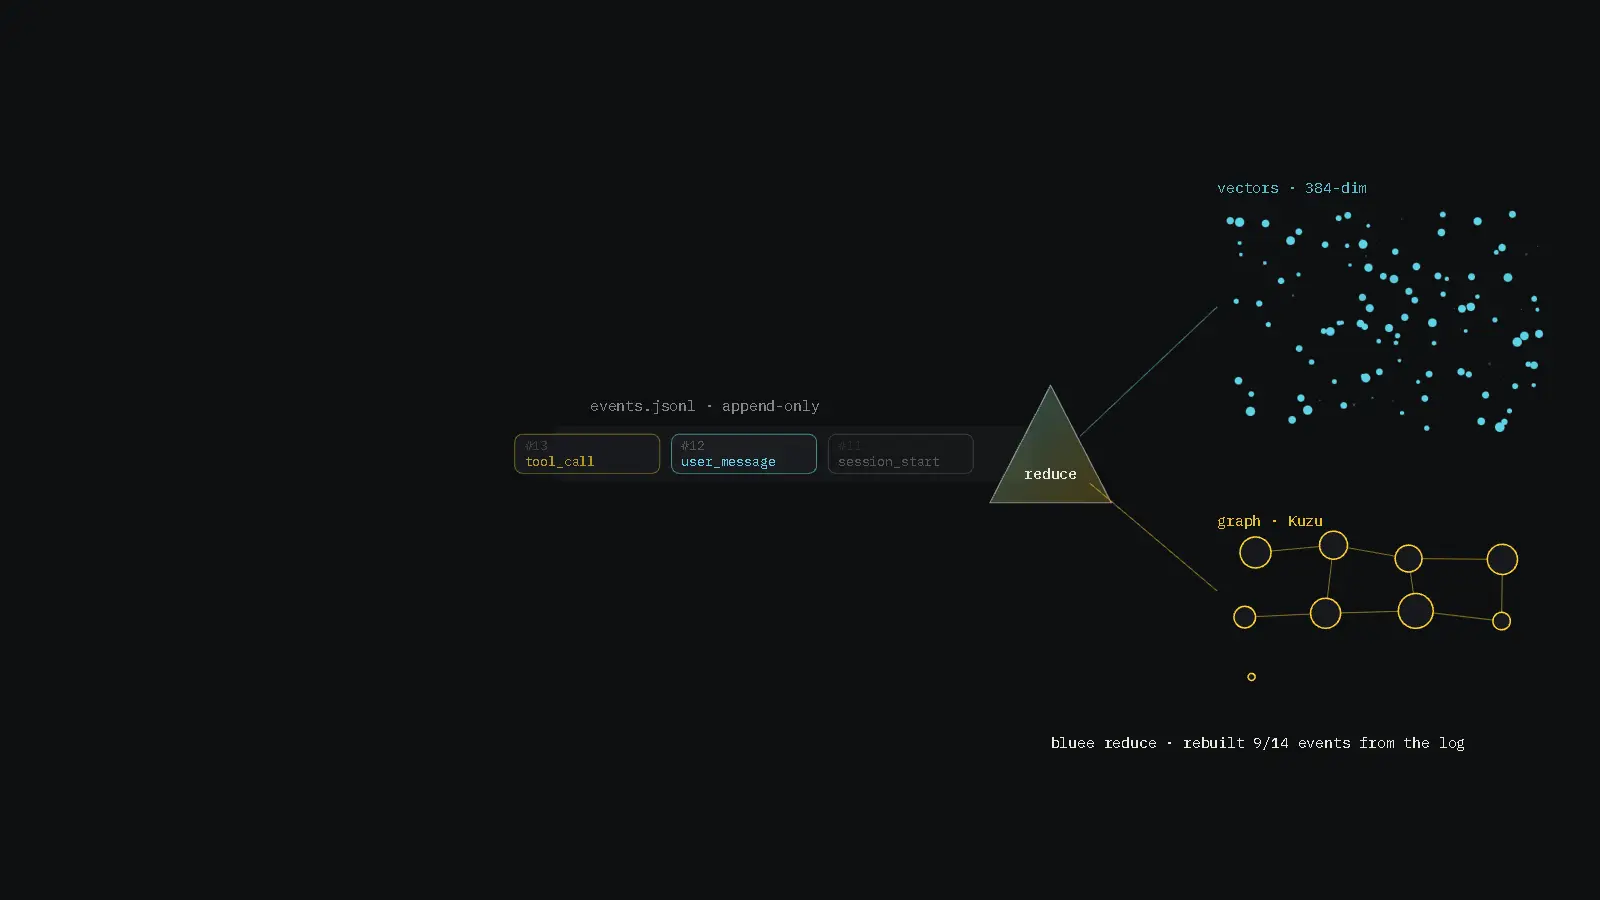 vectors · 384-dim
events.jsonl · append-only
#13
tool_call
#12
user_message
#11
session_start
reduce
graph · Kuzu
bluee reduce · rebuilt 9/14 events from the log